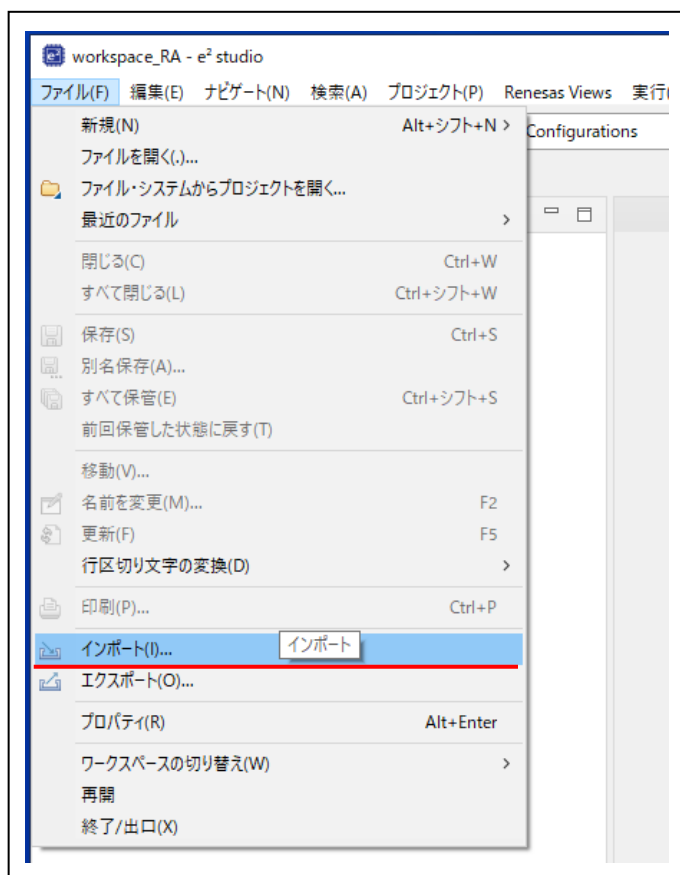 workspace_RA - e² studio
ファイル(F) 編集(E) ナビゲート(N) 検索(A) プロジェクト(P) Renesas Views 実行
新規(N) Alt+シフト+N >
Configurations
ファイルを開く(.)...
ファイル・システムからプロジェクトを開く...
最近のファイル >
閉じる(C) Ctrl+W
すべて閉じる(L) Ctrl+シフト+W
保存(S) Ctrl+S
別名保存(A)...
すべて保管(E) Ctrl+シフト+S
前回保管した状態に戻す(T)
移動(V)...
名前を変更(M)... F2
更新(F) F5
行区切り文字の変換(D) >
印刷(P)... Ctrl+P
インポート(I)... インポート
エクスポート(O)...
プロパティ(R) Alt+Enter
ワークスペースの切り替え(W) >
再開
終了/出口(X)